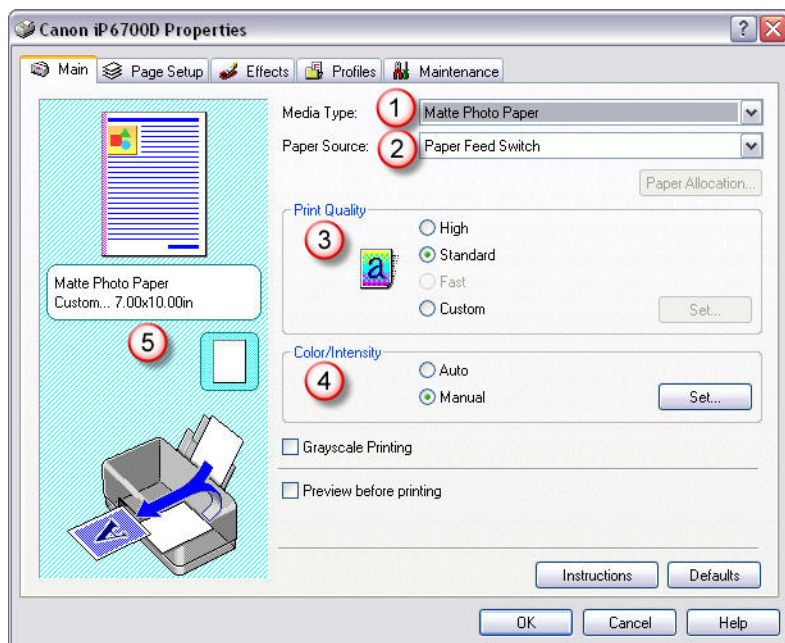 Canon iP6700D Properties
Main Page Setup Effects Profiles Maintenance
Media Type: 1 Matte Photo Paper
Paper Source: 2 Paper Feed Switch
Paper Allocation...
Print Quality
3
a
High
Standard
Fast
Custom
Set...
Matte Photo Paper
Custom... 7.00x10.00in
5
Color/Intensity
4
Auto
Manual
Set...
Grayscale Printing
Preview before printing
A
Instructions Defaults
OK Cancel Help